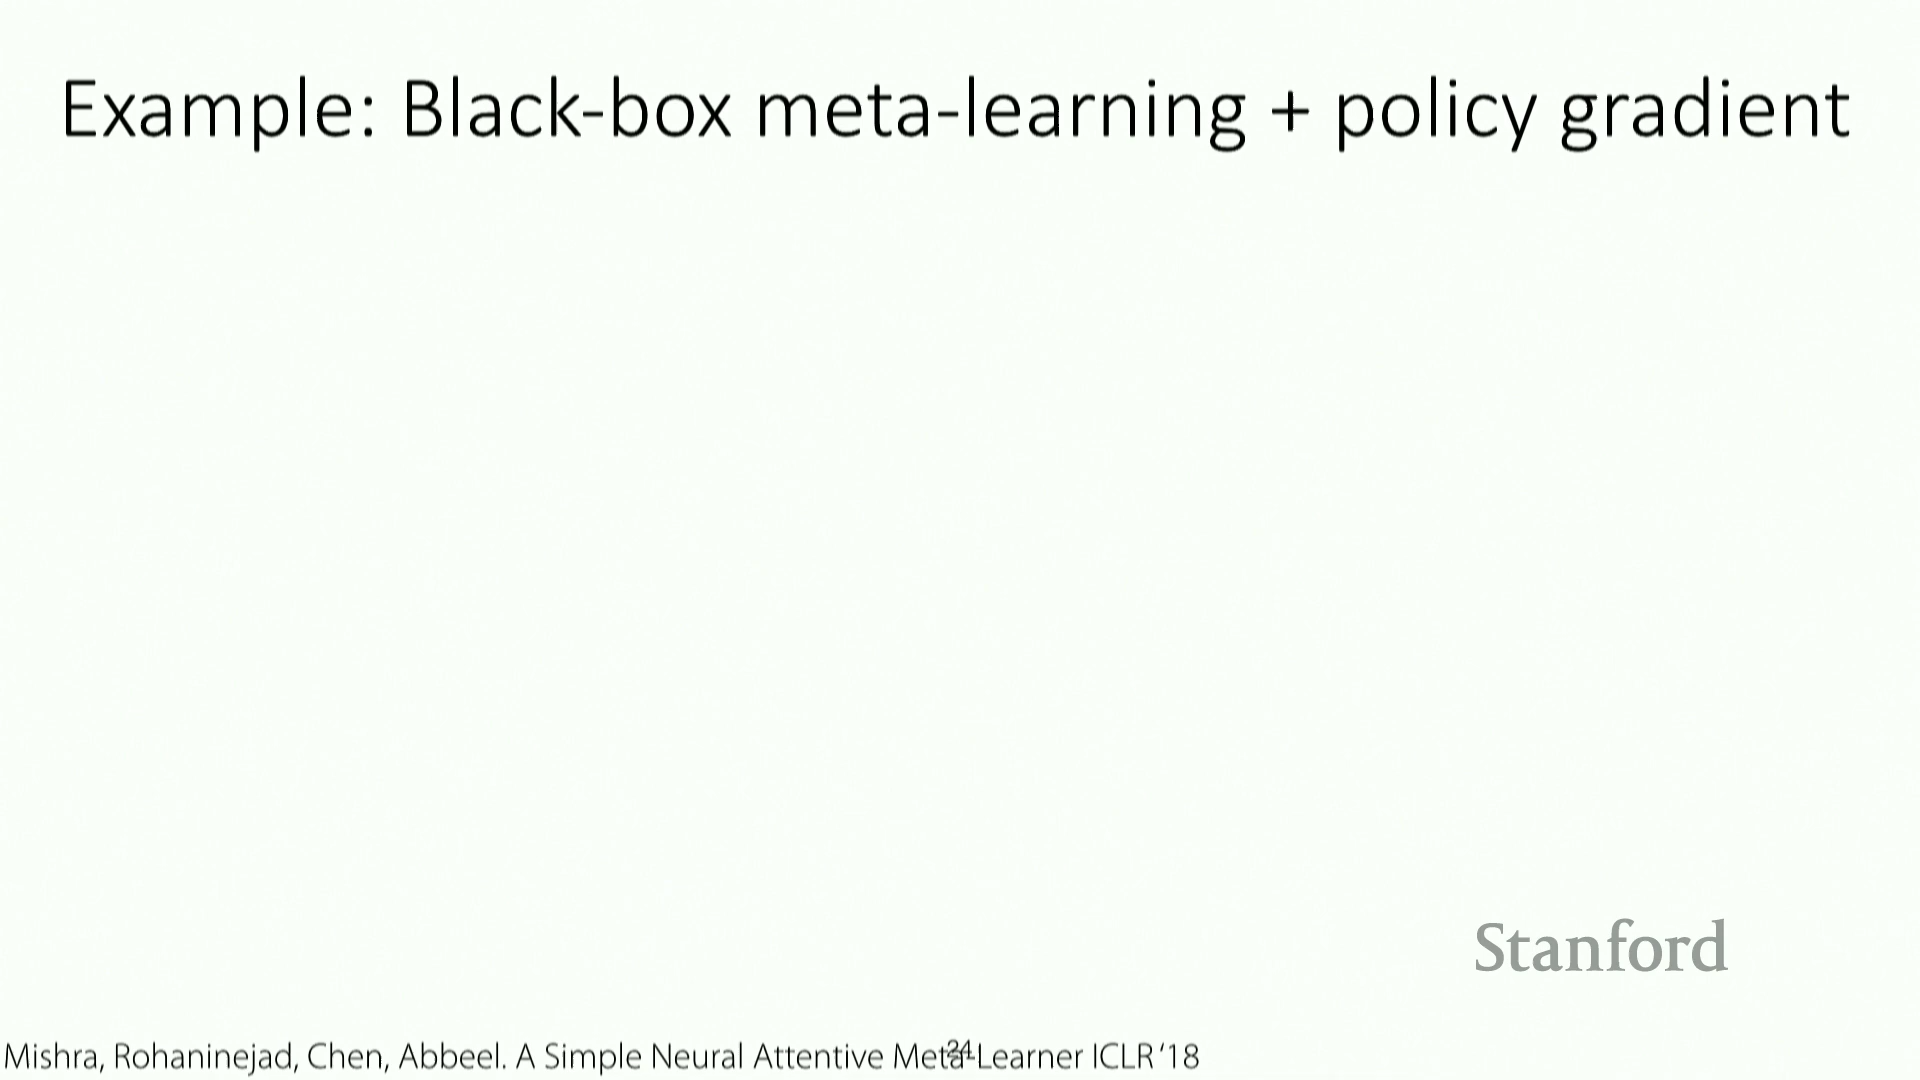 Example: Black-box meta-learning + policy gradient
Stanford
Mishra, Rohaninejad, Chen, Abbeel. A Simple Neural Attentive Meta-Learner ICLR ‘18
24